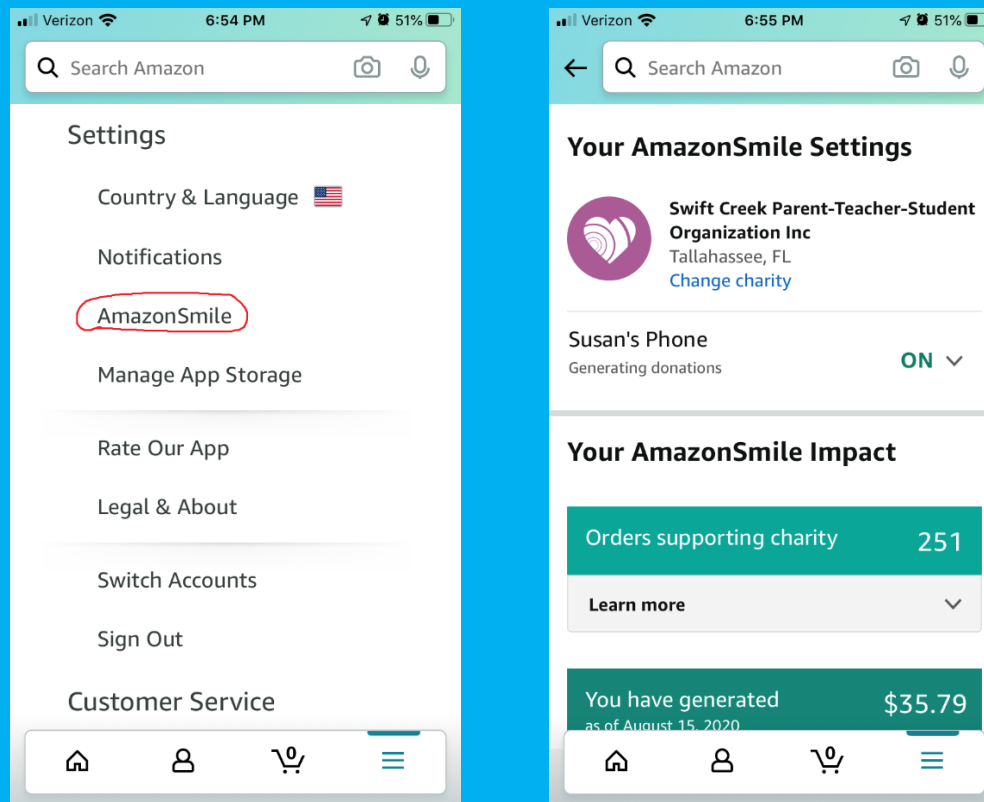 Verizon 6:54 PM 51%
Search Amazon
Settings
Country & Language
Notifications
AmazonSmile
Manage App Storage
Rate Our App
Legal & About
Switch Accounts
Sign Out
Customer Service
0
Verizon 6:55 PM 51%
Search Amazon
Your AmazonSmile Settings
Swift Creek Parent-Teacher-Student
Organization Inc
Tallahassee, FL
Change charity
Susan's Phone
Generating donations
ON
Your AmazonSmile Impact
Orders supporting charity 251
Learn more
You have generated $35.79
as of August 15, 2020
0